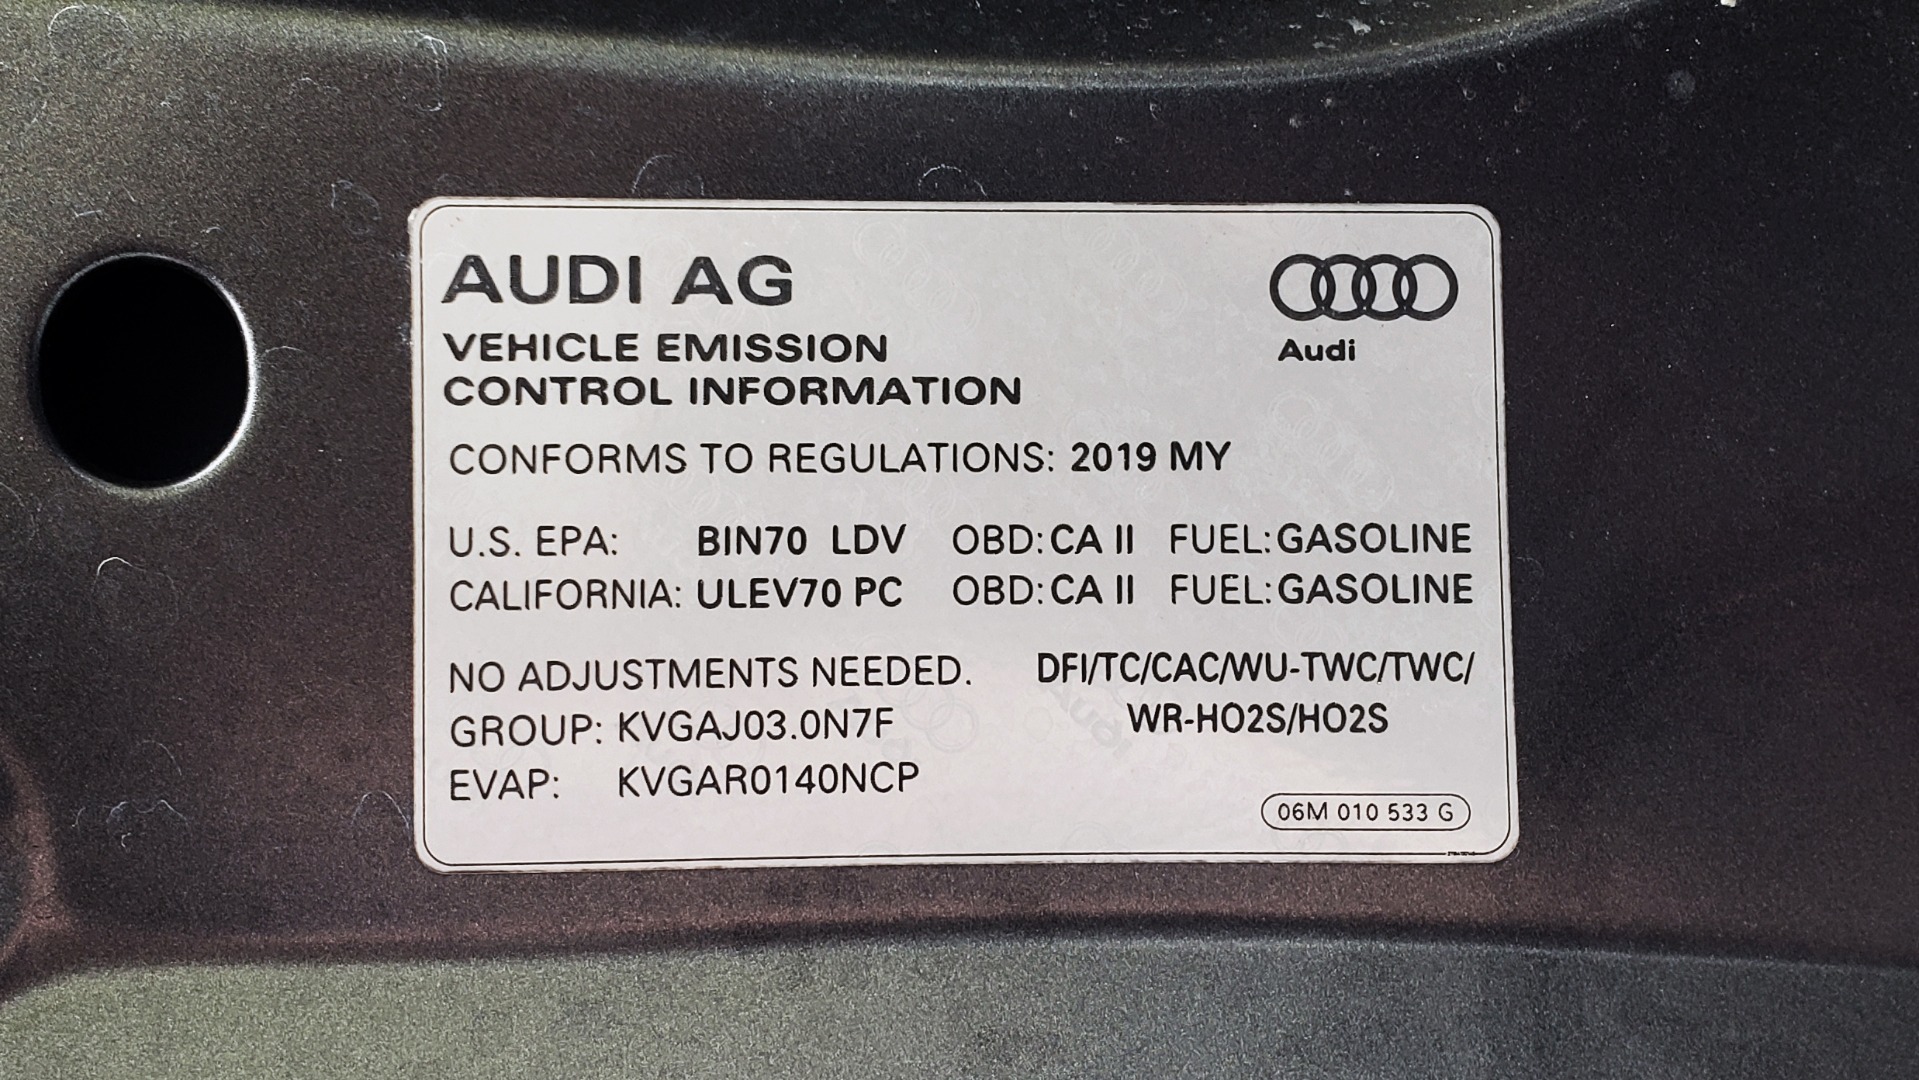 AUDI AG
Audi
VEHICLE EMISSION
CONTROL INFORMATION
CONFORMS TO REGULATIONS: 2019 MY
U.S. EPA: BIN70 LDV OBD: CA II FUEL: GASOLINE
CALIFORNIA: ULEV70 PC OBD: CA II FUEL: GASOLINE
NO ADJUSTMENTS NEEDED. DFI/TC/CAC/WU-TWC/TWC/
GROUP: KVGAJ03.0N7F WR-HO2S/HO2S
EVAP: KVGAR0140NCP
06M 010 533 G